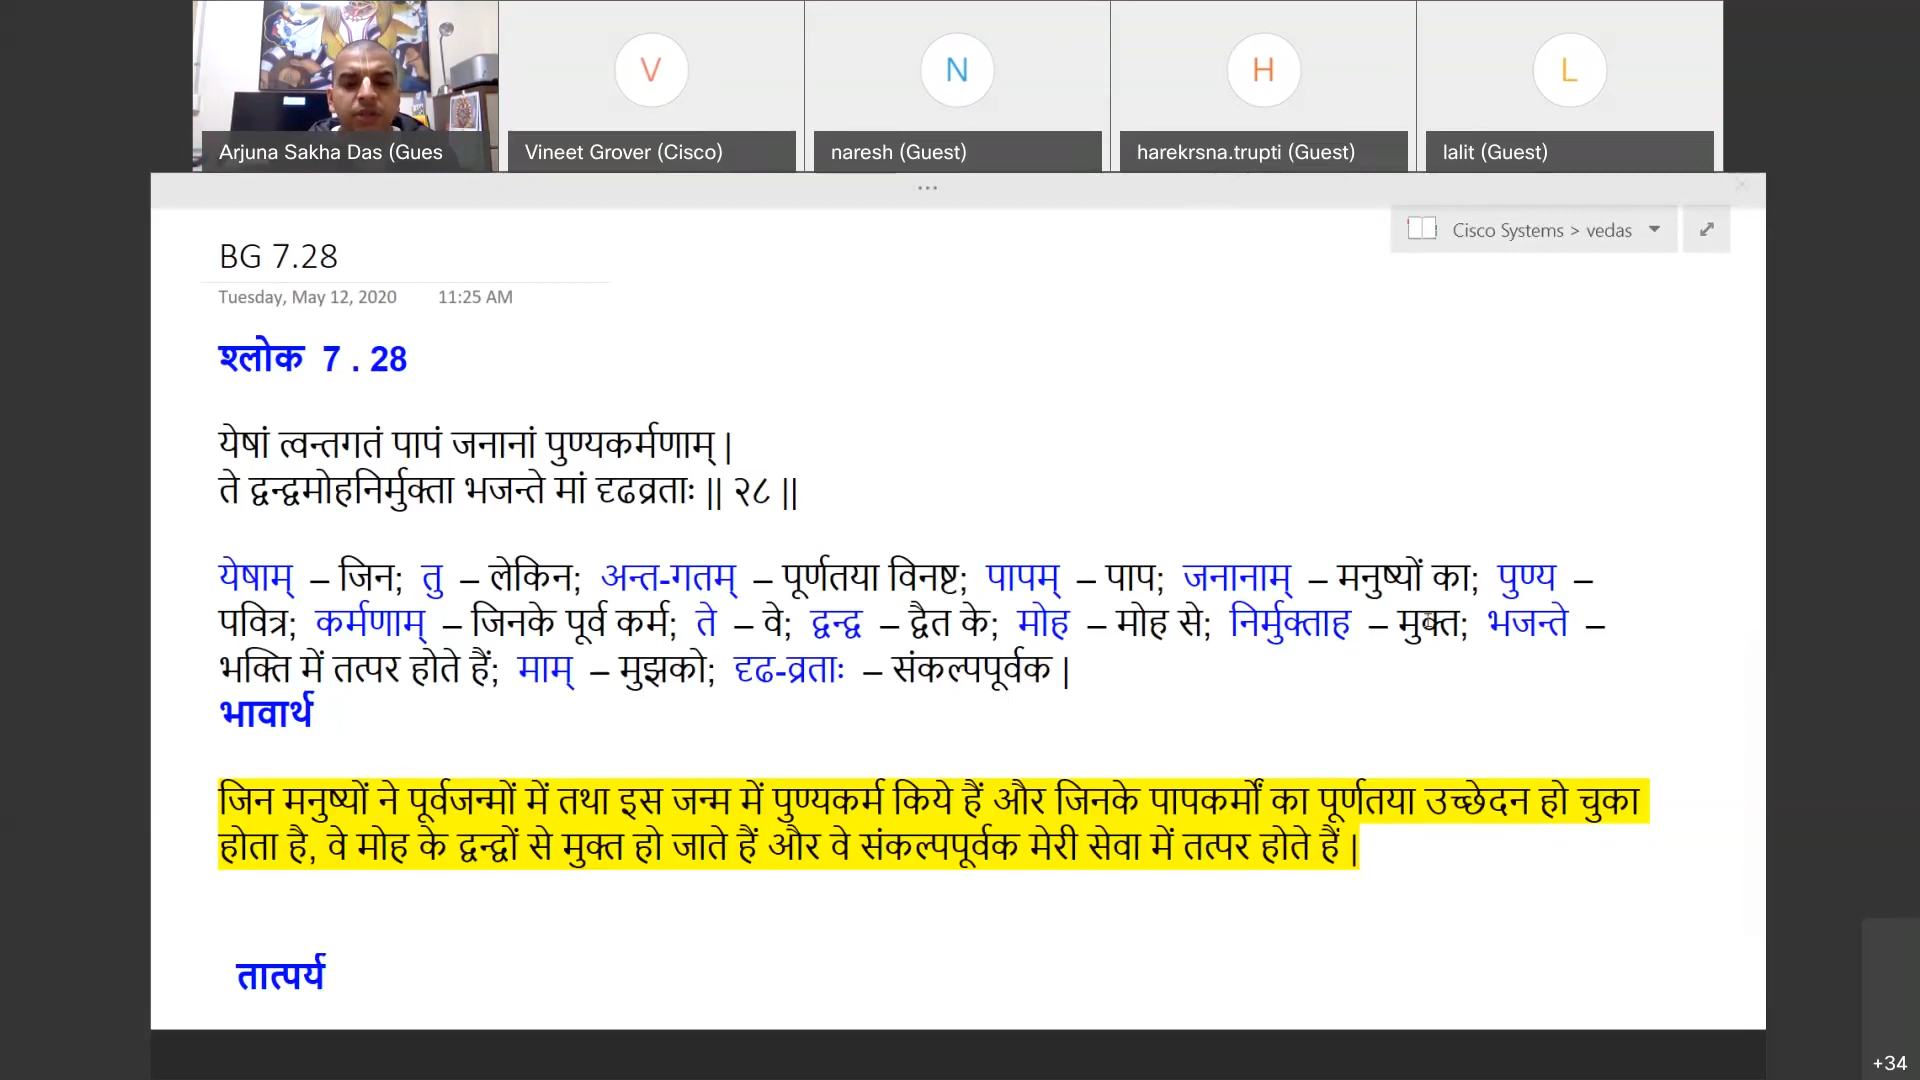 V
N
H
L
Arjuna Sakha Das (Gues
Vineet Grover (Cisco)
naresh (Guest)
harekrsna.trupti (Guest)
lalit (Guest)
Cisco Systems > vedas
BG 7.28
Tuesday, May 12, 2020 11:25 AM
श्लोक 7 . 28
येषां त्वन्तगतं पापं जनानां पुण्यकर्मणाम् |
ते द्वन्द्वमोहनिर्मुक्ता भजन्ते मां दृढव्रताः || २८ ||
येषाम् – जिन; तु – लेकिन; अन्त-गतम् – पूर्णतया विनष्ट; पापम् – पाप; जनानाम् – मनुष्यों का; पुण्य –
पवित्र; कर्मणाम् – जिनके पूर्व कर्म; ते – वे; द्वन्द्व – द्वैत के; मोह – मोह से; निर्मुक्ताह – मुक्त; भजन्ते –
भक्ति में तत्पर होते हैं; माम् – मुझको; दृढ-व्रताः – संकल्पपूर्वक |
भावार्थ
जिन मनुष्यों ने पूर्वजन्मों में तथा इस जन्म में पुण्यकर्म किये हैं और जिनके पापकर्मों का पूर्णतया उच्छेदन हो चुका
होता है, वे मोह के द्वन्द्वों से मुक्त हो जाते हैं और वे संकल्पपूर्वक मेरी सेवा में तत्पर होते हैं |
तात्पर्य
+34